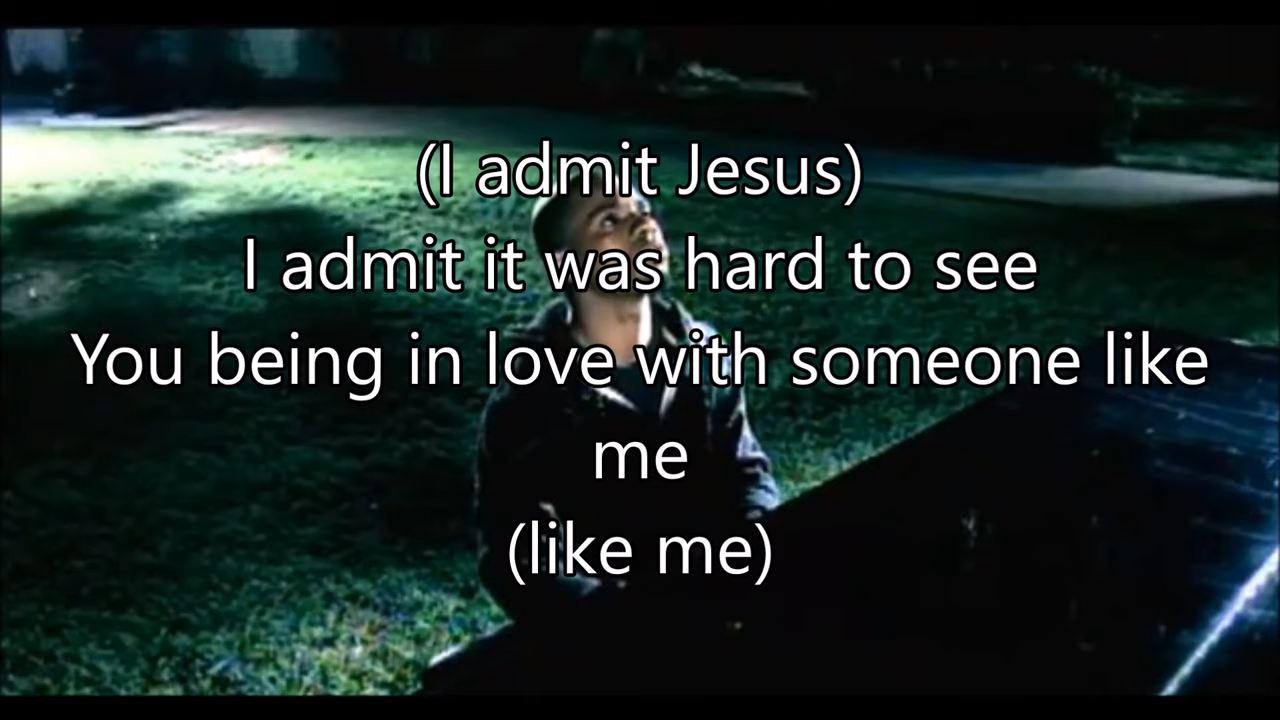 (I admit Jesus)
I admit it was hard to see
You being in love with someone like
me
(like me)